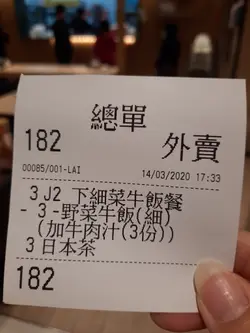 總單
182 外賣
00085/001-LAI 14/03/2020 17:33
3 J2 下細菜牛飯餐
- 3 -野菜牛飯(細)
(加牛肉汁(3份))
3 日本茶
182